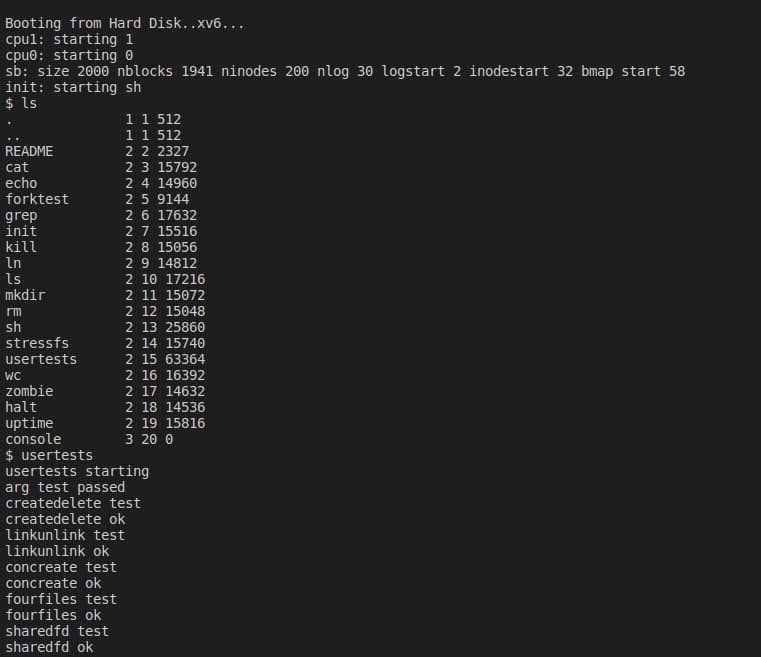 Booting from Hard Disk..xv6...
cpu1: starting 1
cpu0: starting 0
sb: size 2000 nblocks 1941 ninodes 200 nlog 30 logstart 2 inodestart 32 bmap start 58
init: starting sh
$ ls
.              1 1 512
..             1 1 512
README         2 2 2327
cat            2 3 15792
echo           2 4 14960
forktest       2 5 9144
grep           2 6 17632
init           2 7 15516
kill           2 8 15056
ln             2 9 14812
ls             2 10 17216
mkdir          2 11 15072
rm             2 12 15048
sh             2 13 25860
stressfs       2 14 15740
usertests      2 15 63364
wc             2 16 16392
zombie         2 17 14632
halt           2 18 14536
uptime         2 19 15816
console        3 20 0
$ usertests
usertests starting
arg test passed
createdelete test
createdelete ok
linkunlink test
linkunlink ok
concreate test
concreate ok
fourfiles test
fourfiles ok
sharedfd test
sharedfd ok